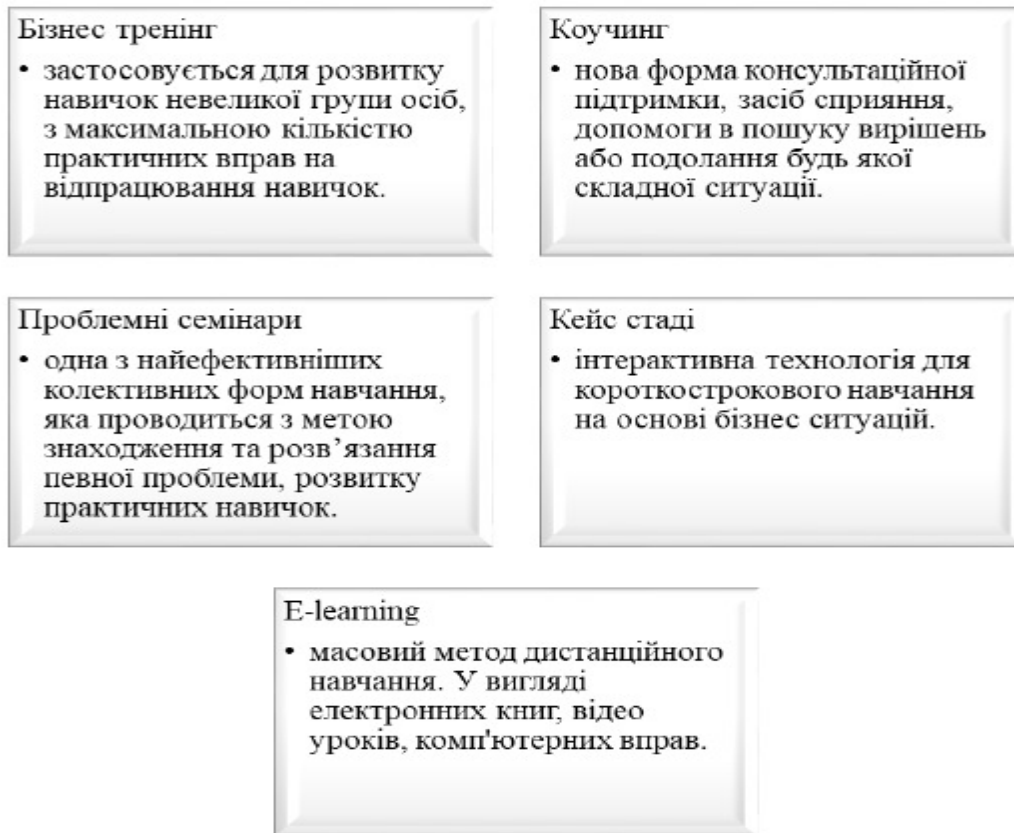 Бізнес тренінг
• застосовується для розвитку
навичок невеликої групи осіб,
з максимальною кількістю
практичних вправ на
відпрацювання навичок.
Коучинг
• нова форма консультаційної
підтримки, засіб сприяння,
допомоги в пошуку вирішень
або подолання будь якої
складної ситуації.
Проблемні семінари
• одна з найефективніших
колективних форм навчання,
яка проводиться з метою
знаходження та розв’язання
певної проблеми, розвитку
практичних навичок.
Кейс стаді
• інтерактивна технологія для
короткострокового навчання
на основі бізнес ситуацій.
E-learning
• масовий метод дистанційного
навчання. У вигляді
електронних книг, відео
уроків, комп'ютерних вправ.